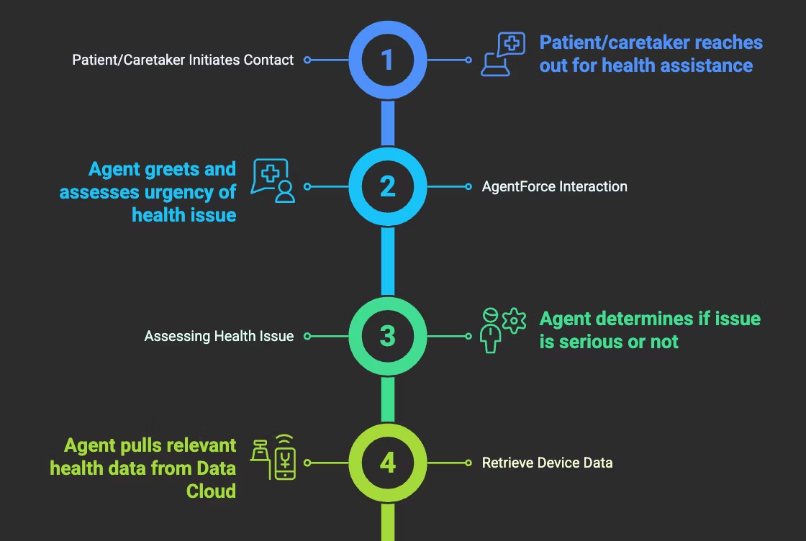 Patient/Caretaker Initiates Contact
1
Patient/caretaker reaches
out for health assistance
Agent greets and
assesses urgency of
health issue
2
AgentForce Interaction
Assessing Health Issue
3
Agent determines if issue
is serious or not
Agent pulls relevant
health data from Data
Cloud
4
Retrieve Device Data